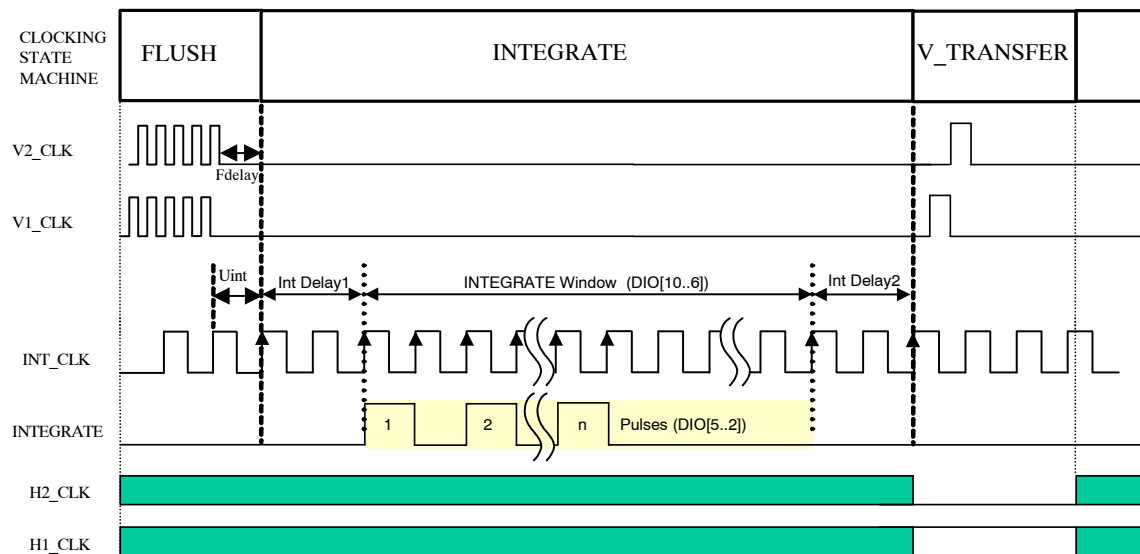 CLOCKING
STATE
MACHINE
FLUSH
INTEGRATE
V_TRANSFER
V2_CLK
Fdelay
V1_CLK
Uint
Int Delay1
INTEGRATE Window (DIO[10..6])
Int Delay2
INT_CLK
INTEGRATE
1
2
n
Pulses (DIO[5..2])
H2_CLK
H1_CLK